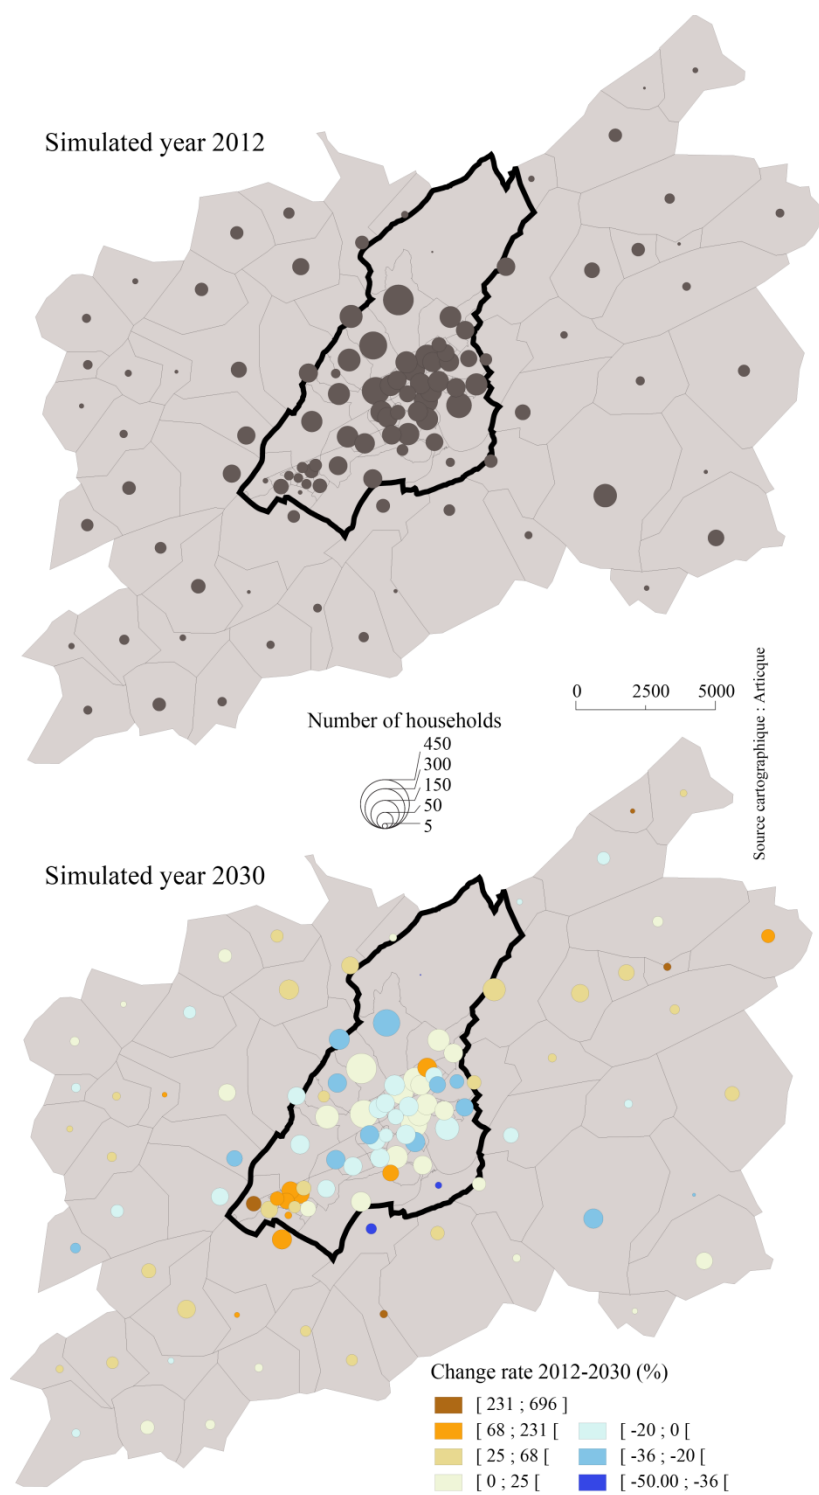 Simulated year 2012
0 2500 5000
Source cartographique : Articque
Number of households
450
300
150
50
5
Simulated year 2030
Change rate 2012-2030 (%)
[ 231 ; 696 ]
[ 68 ; 231 [
[ -20 ; 0 [
[ 25 ; 68 [
[ -36 ; -20 [
[ 0 ; 25 [
[ -50.00 ; -36 [